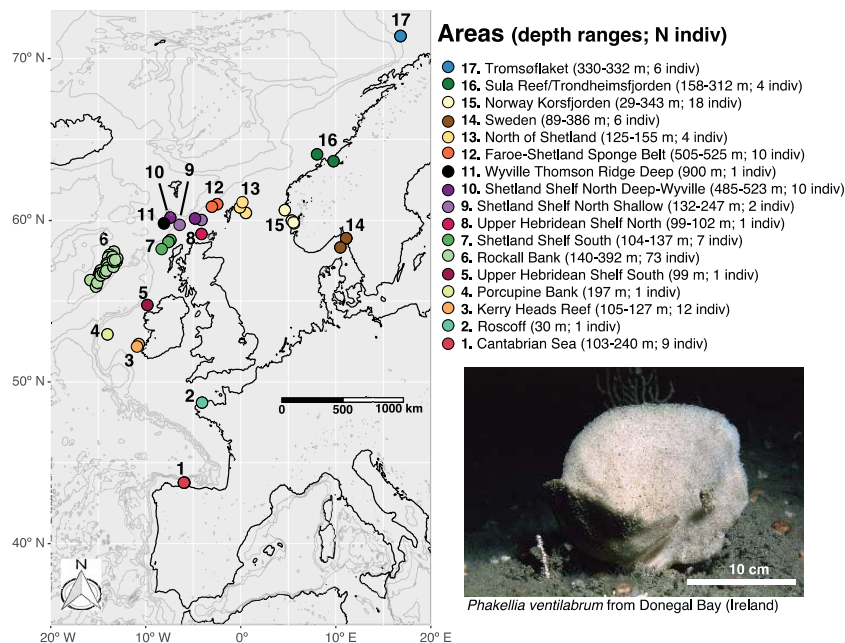 Areas (depth ranges; N indiv)
17. Tromsøflaket (330-332 m; 6 indiv)
16. Sula Reef/Trondheimsfjorden (158-312 m; 4 indiv)
15. Norway Korsfjorden (29-343 m; 18 indiv)
14. Sweden (89-386 m; 6 indiv)
13. North of Shetland (125-155 m; 4 indiv)
12. Faroe-Shetland Sponge Belt (505-525 m; 10 indiv)
11. Wyville Thomson Ridge Deep (900 m; 1 indiv)
10. Shetland Shelf North Deep-Wyville (485-523 m; 10 indiv)
9. Shetland Shelf North Shallow (132-247 m; 2 indiv)
8. Upper Hebridean Shelf North (99-102 m; 1 indiv)
7. Shetland Shelf South (104-137 m; 7 indiv)
6. Rockall Bank (140-392 m; 73 indiv)
5. Upper Hebridean Shelf South (99 m; 1 indiv)
4. Porcupine Bank (197 m; 1 indiv)
3. Kerry Heads Reef (105-127 m; 12 indiv)
2. Roscoff (30 m; 1 indiv)
1. Cantabrian Sea (103-240 m; 9 indiv)
17
70° N
16
10
9
12
13
60° N
11
15
14
8
7
6
5
4
3
50° N
2
0 500 1000 km
1
40° N
N
20° W 10° W 0° 10° E 20° E
10 cm
Phakellia ventilabrum from Donegal Bay (Ireland)